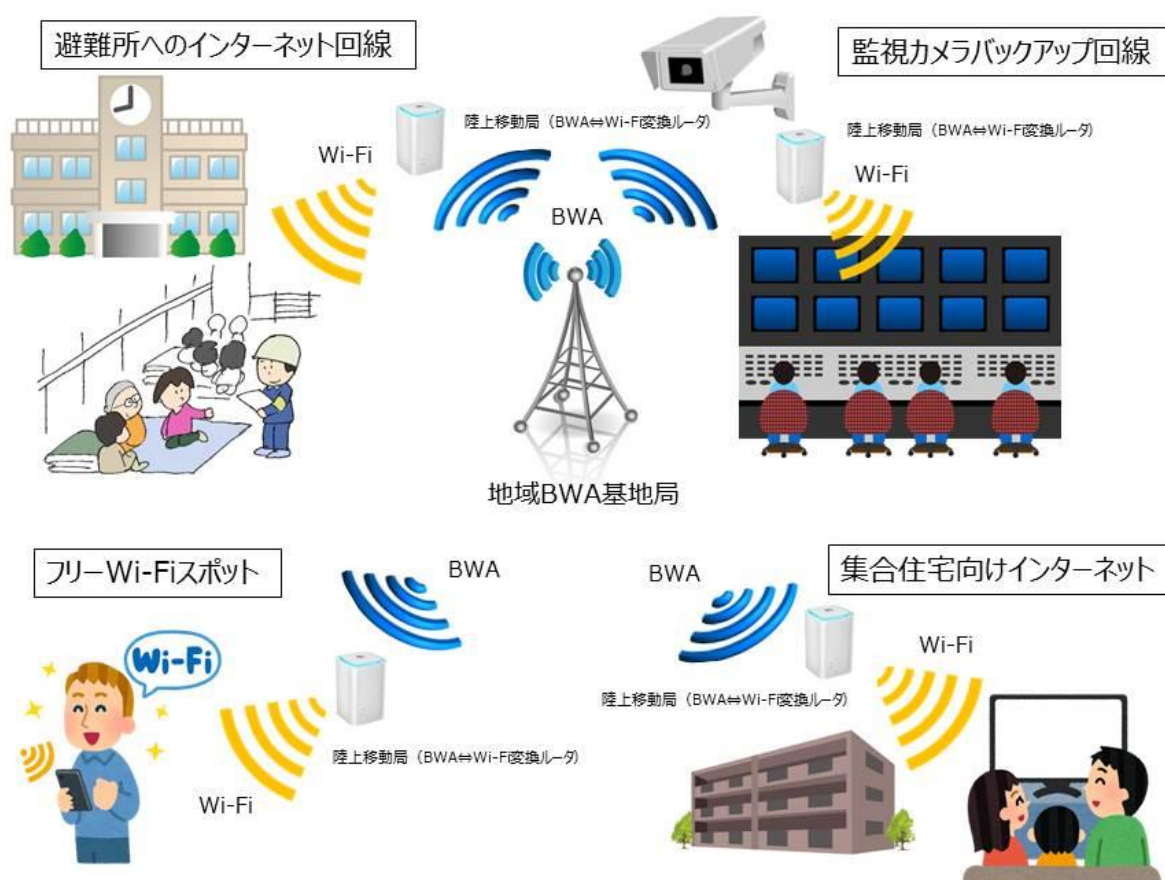 避難所へのインターネット回線
監視カメラバックアップ回線
陸上移動局（BWA⇔Wi-Fi変換ルータ）
陸上移動局（BWA⇔Wi-Fi変換ルータ）
Wi-Fi
Wi-Fi
BWA
地域BWA基地局
フリーWi-Fiスポット
BWA
BWA
集合住宅向けインターネット
Wi-Fi
Wi-Fi
陸上移動局（BWA⇔Wi-Fi変換ルータ）
陸上移動局（BWA⇔Wi-Fi変換ルータ）
Wi-Fi